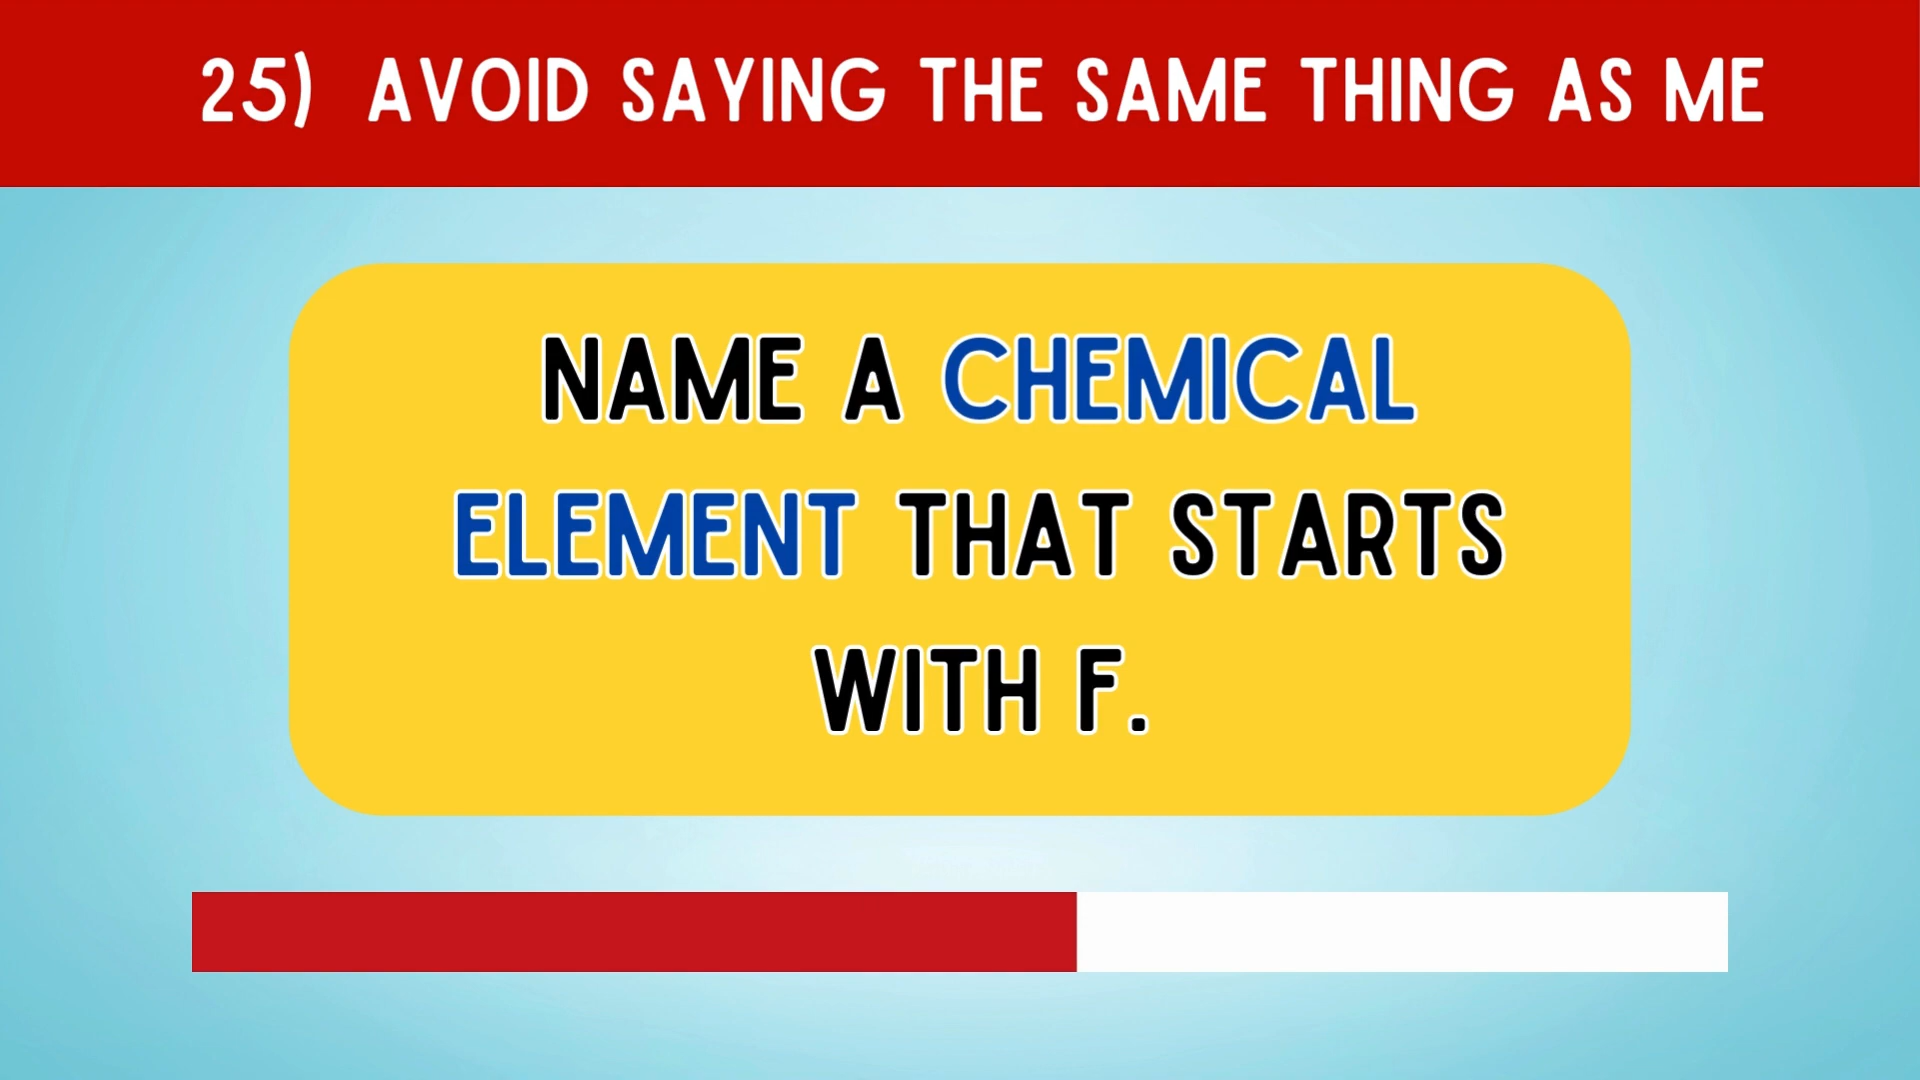 25) AVOID SAYING THE SAME THING AS ME
NAME A CHEMICAL
ELEMENT THAT STARTS
WITH F.